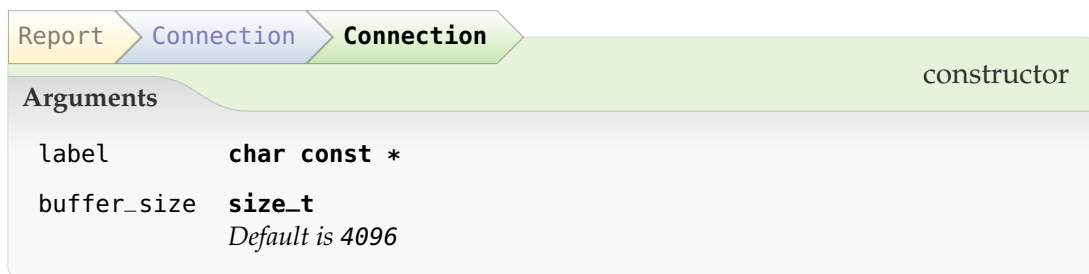 Report Connection Connection
constructor
Arguments
label char const *
buffer_size size_t
Default is 4096